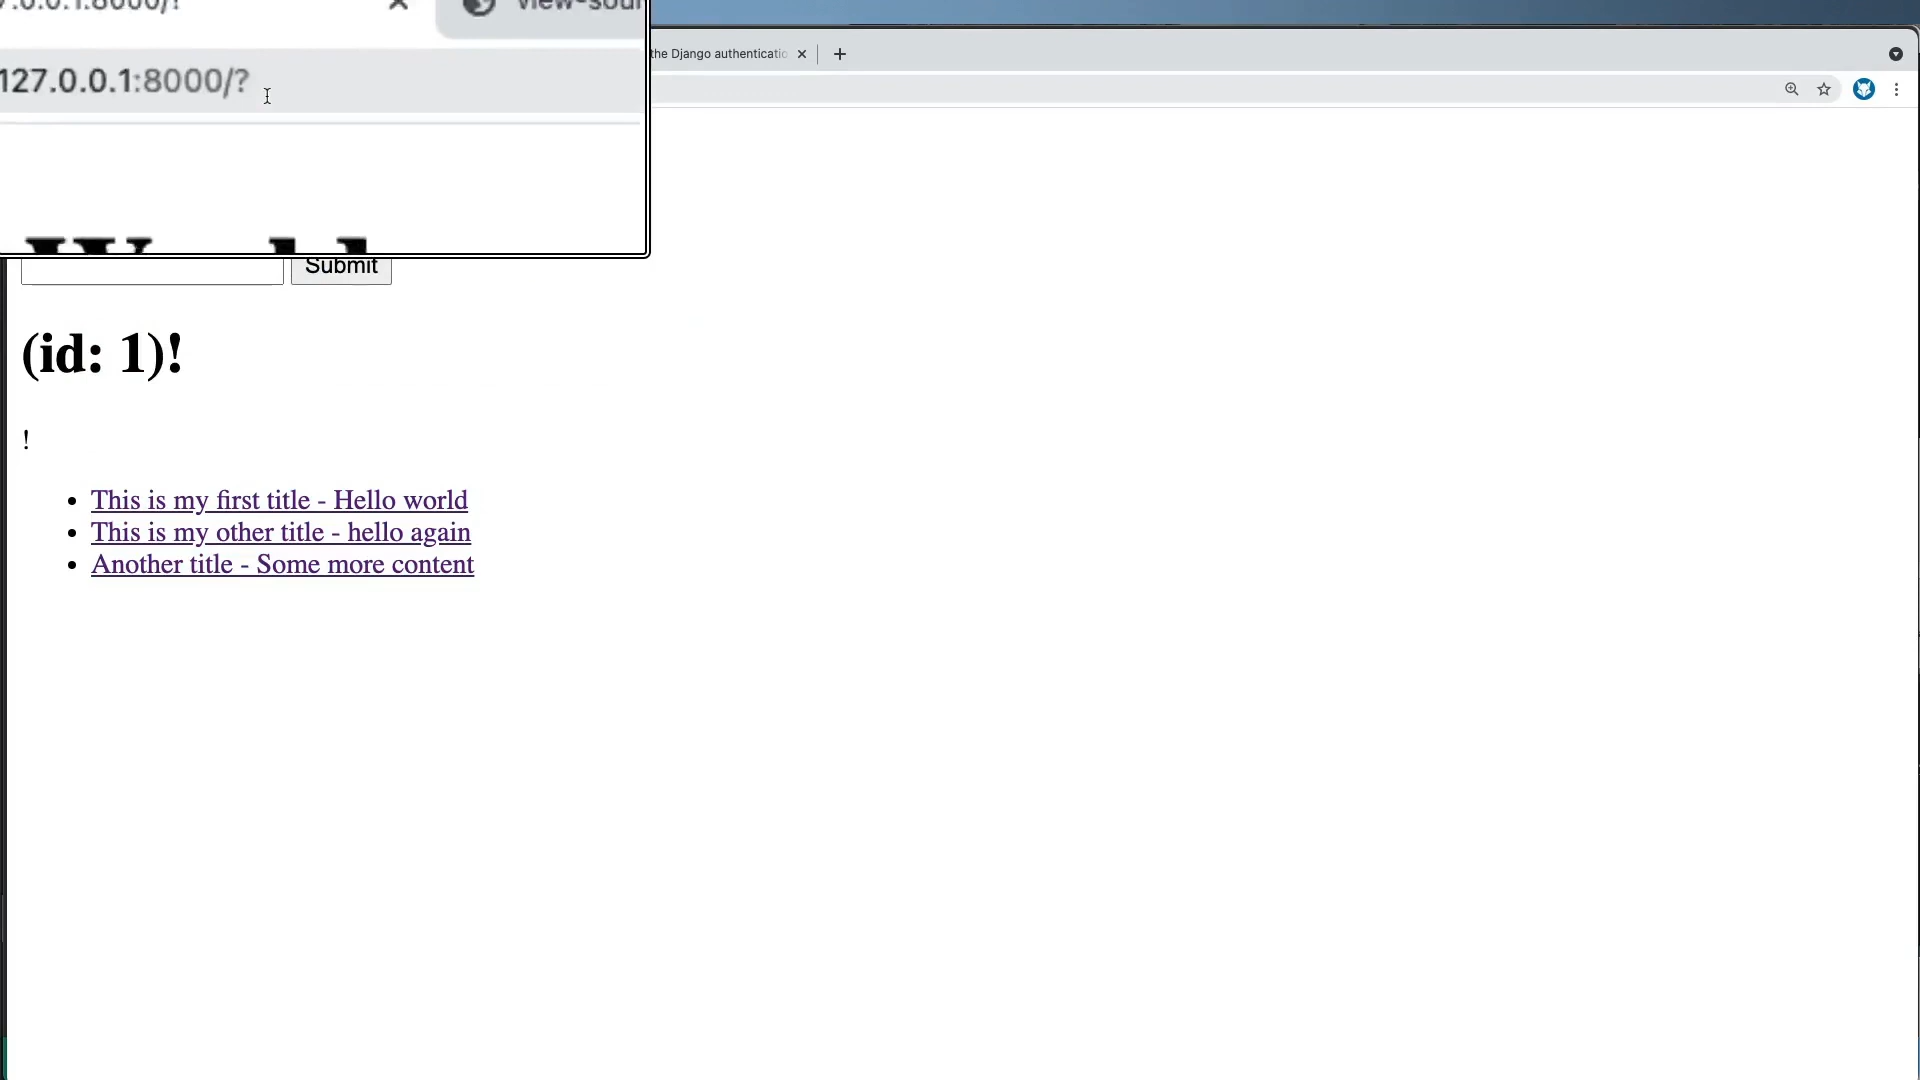 the Django authenticatio
127.0.0.1:8000/?
Submit
(id: 1)!
!
This is my first title - Hello world
This is my other title - hello again
Another title - Some more content